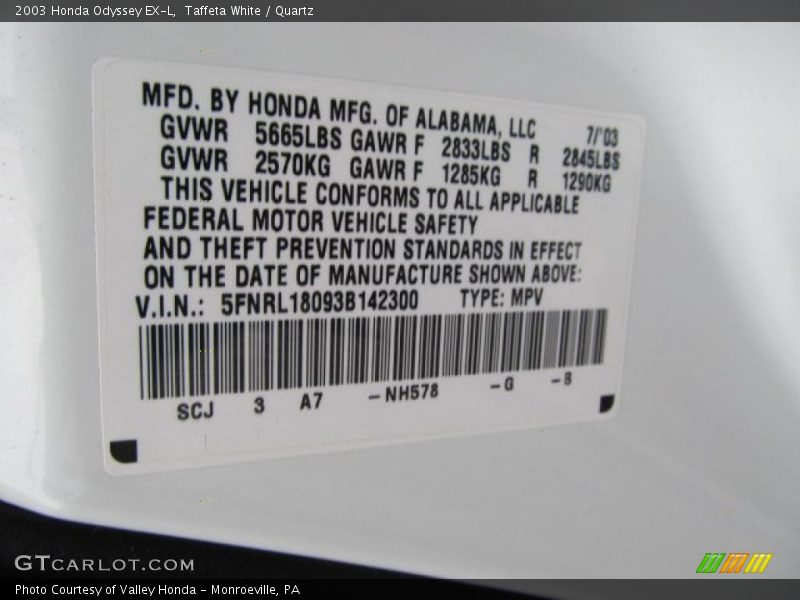 2003 Honda Odyssey EX-L,  Taffeta White / Quartz
MFD. BY HONDA MFG. OF ALABAMA, LLC 7/'03
GVWR 5665LBS GAWR F 2833LBS R 2845LBS
GVWR 2570KG GAWR F 1285KG R 1290KG
THIS VEHICLE CONFORMS TO ALL APPLICABLE
FEDERAL MOTOR VEHICLE SAFETY
AND THEFT PREVENTION STANDARDS IN EFFECT
ON THE DATE OF MANUFACTURE SHOWN ABOVE:
V.I.N.: 5FNRL18093B142300 TYPE: MPV
SCJ 3 A7 -NH578 -G -B
GTCARLOT.COM
Photo Courtesy of Valley Honda - Monroeville, PA